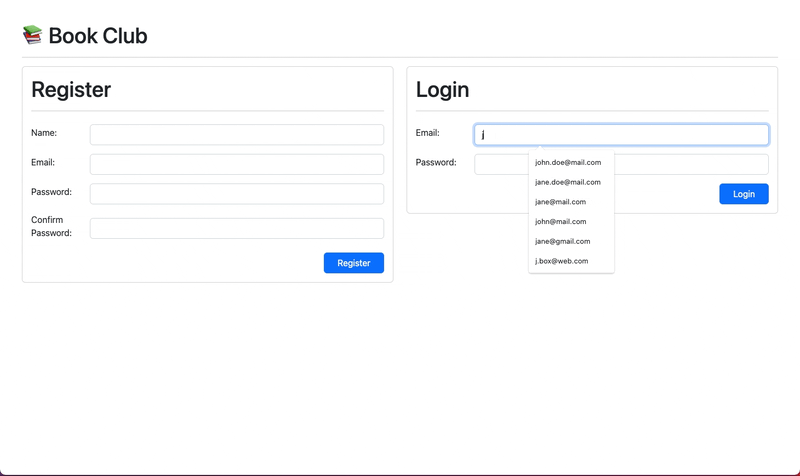 📚 Book Club
Register
Name:
Email:
Password:
Confirm
Password:
Register
Login
Email:
j
Password:
john.doe@mail.com
jane.doe@mail.com
jane@mail.com
john@mail.com
jane@gmail.com
j.box@web.com
Login